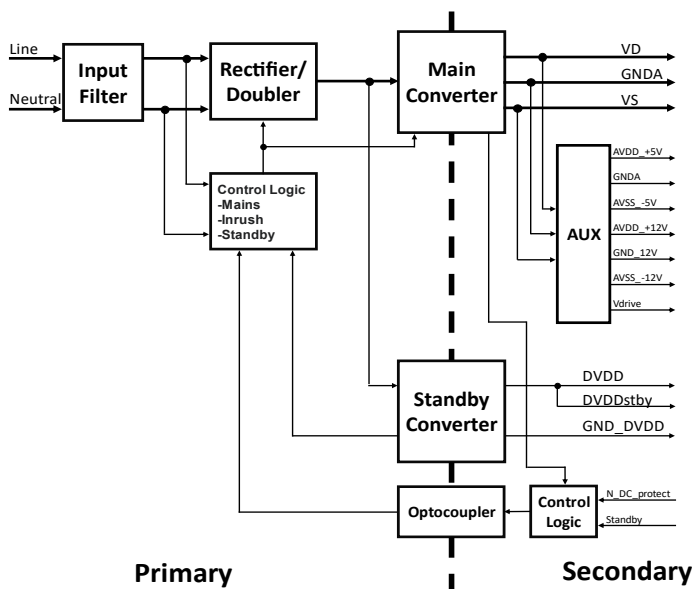 Line
Neutral
Input
Filter
Rectifier/
Doubler
Main
Converter
VD
GNDA
VS
Control Logic
-Mains
-Inrush
-Standby
AUX
AVDD_+5V
GNDA
AVSS_-5V
AVDD_+12V
GND_12V
AVSS_-12V
Vdrive
Standby
Converter
DVDD
DVDDstby
GND_DVDD
Optocoupler
Control
Logic
N_DC_protect
Standby
Primary
Secondary